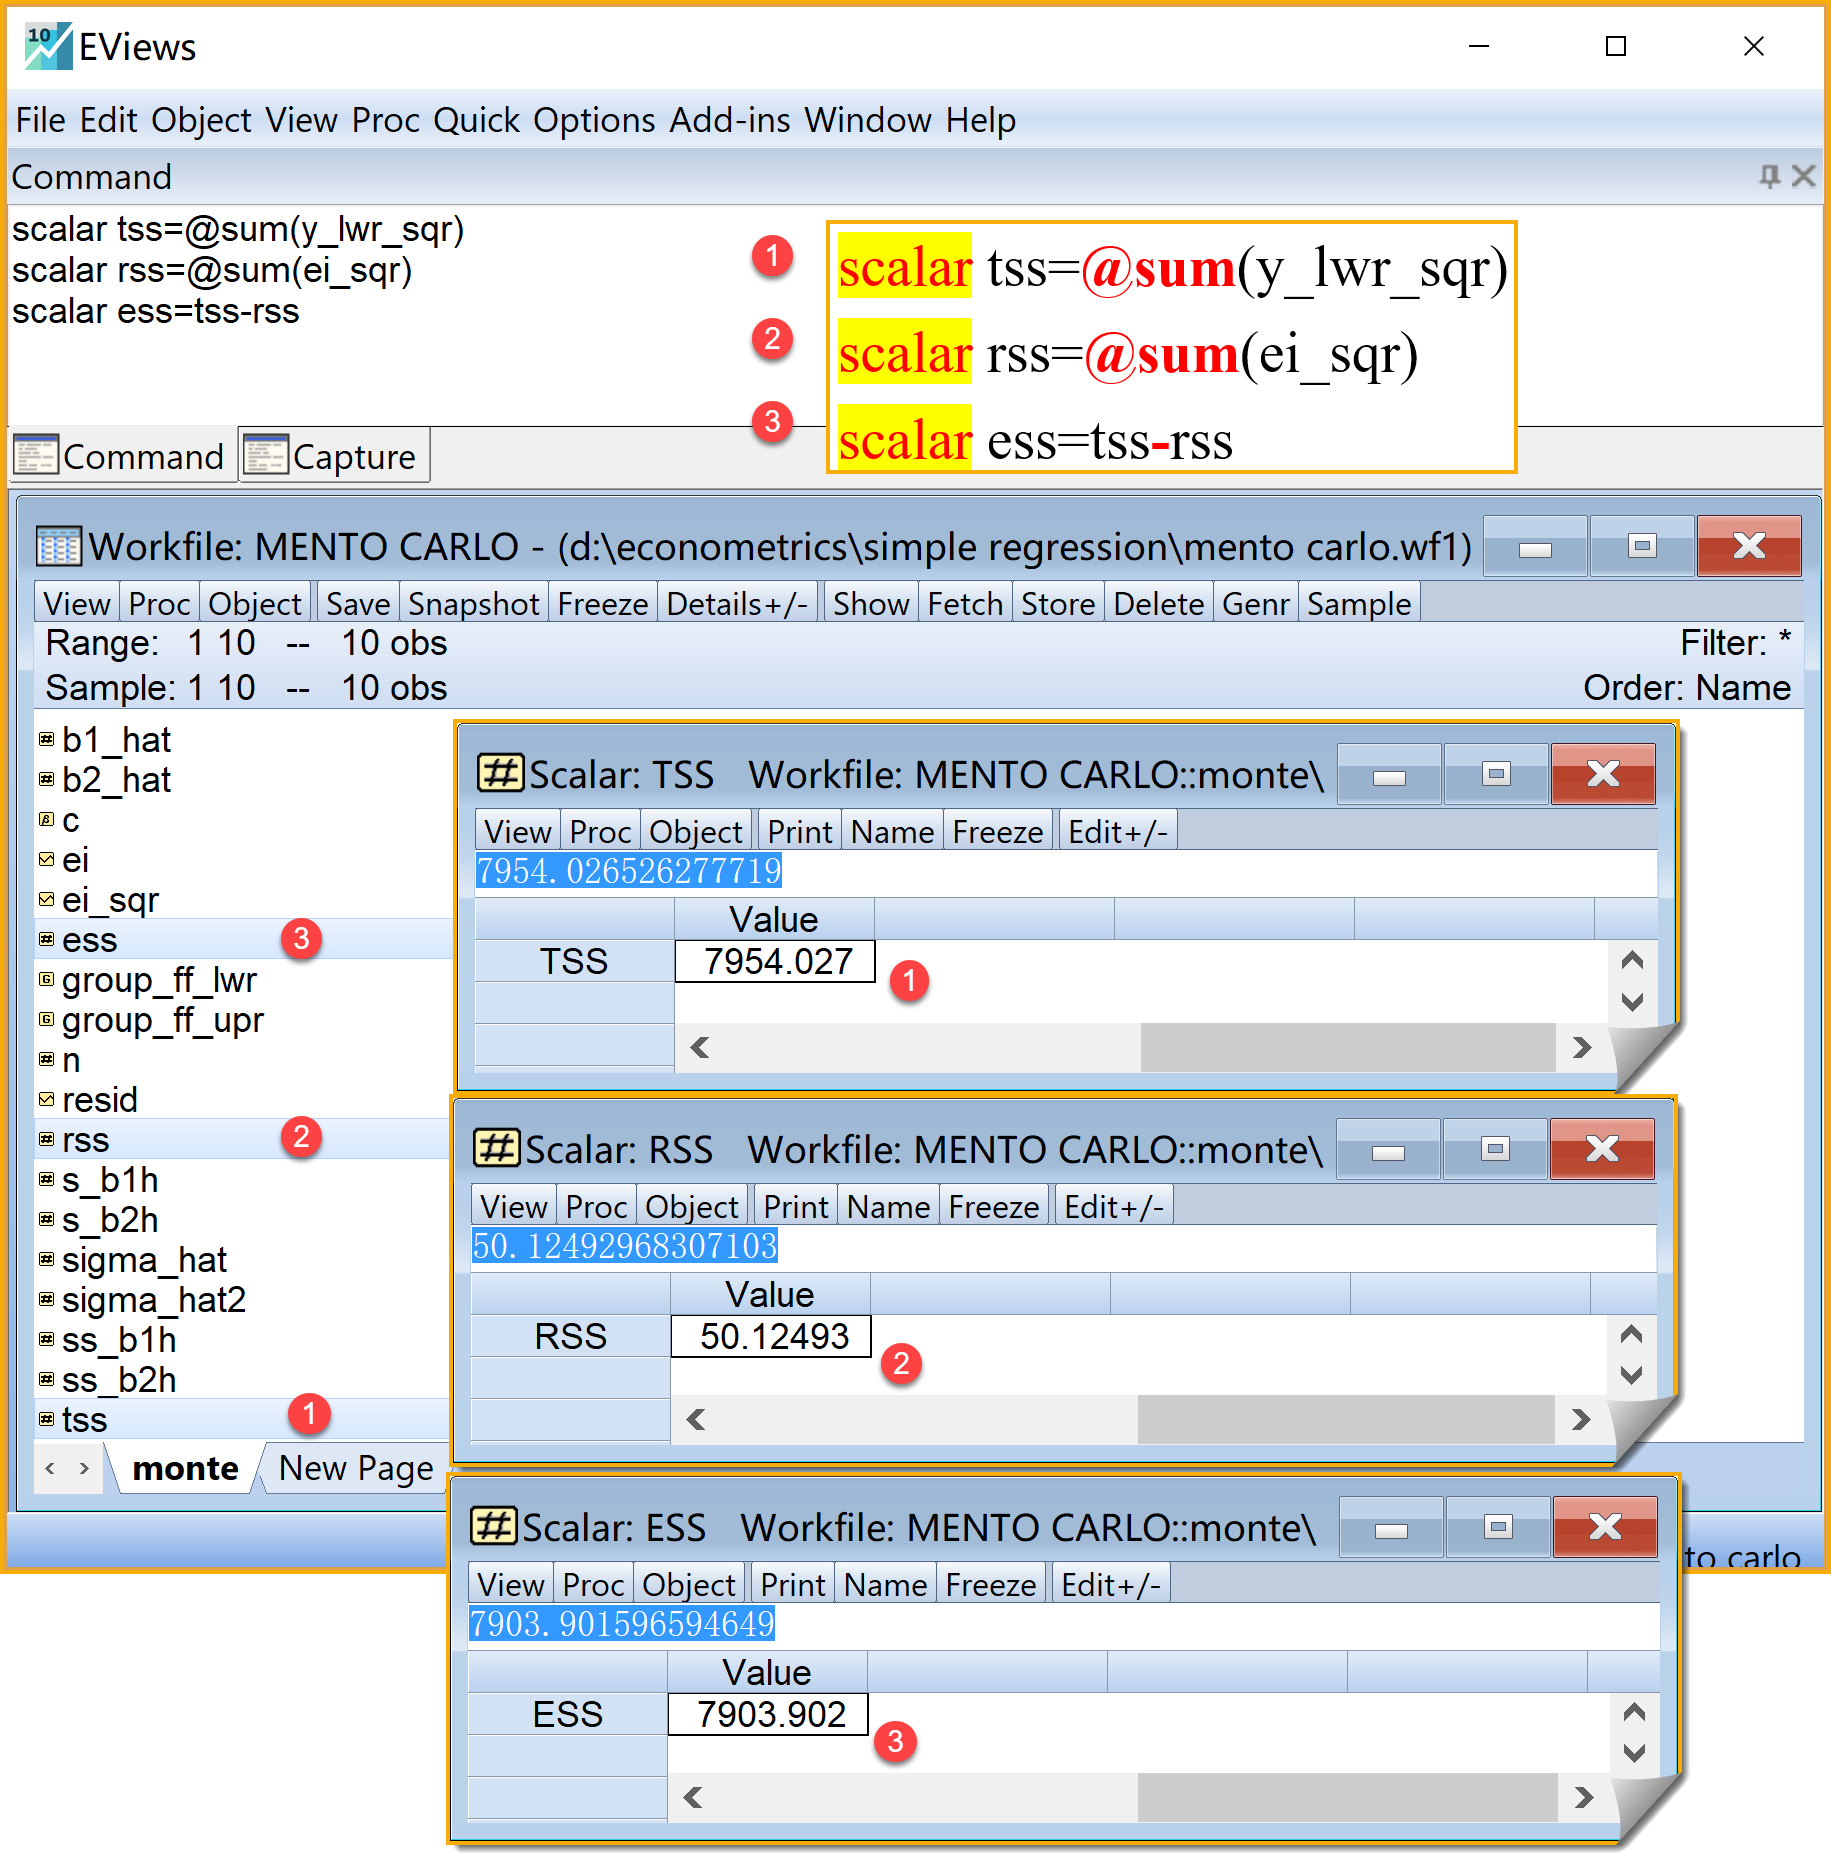 10 EViews
File Edit Object View Proc Quick Options Add-ins Window Help
Command
scalar tss=@sum(y_lwr_sqr)
scalar rss=@sum(ei_sqr)
scalar ess=tss-rss
1 scalar tss=@sum(y_lwr_sqr)
2 scalar rss=@sum(ei_sqr)
3 scalar ess=tss-rss
Command Capture
Workfile: MENTO CARLO - (d:\econometrics\simple regression\mento carlo.wf1)
View Proc Object Save Snapshot Freeze Details+/- Show Fetch Store Delete Genr Sample
Range: 1 10 -- 10 obs Filter: *
Sample: 1 10 -- 10 obs Order: Name
b1_hat
b2_hat
c
ei
ei_sqr
ess 3
group_ff_lwr
group_ff_upr
n
resid
rss 2
s_b1h
s_b2h
sigma_hat
sigma_hat2
ss_b1h
ss_b2h
tss 1
monte New Page
Scalar: TSS Workfile: MENTO CARLO::monte\
View Proc Object Print Name Freeze Edit+/-
7954.026526277719
Value
TSS 7954.027 1
Scalar: RSS Workfile: MENTO CARLO::monte\
View Proc Object Print Name Freeze Edit+/-
50.12492968307103
Value
RSS 50.12493 2
Scalar: ESS Workfile: MENTO CARLO::monte\
View Proc Object Print Name Freeze Edit+/-
7903.901596594649
Value
ESS 7903.902 3
to carlo